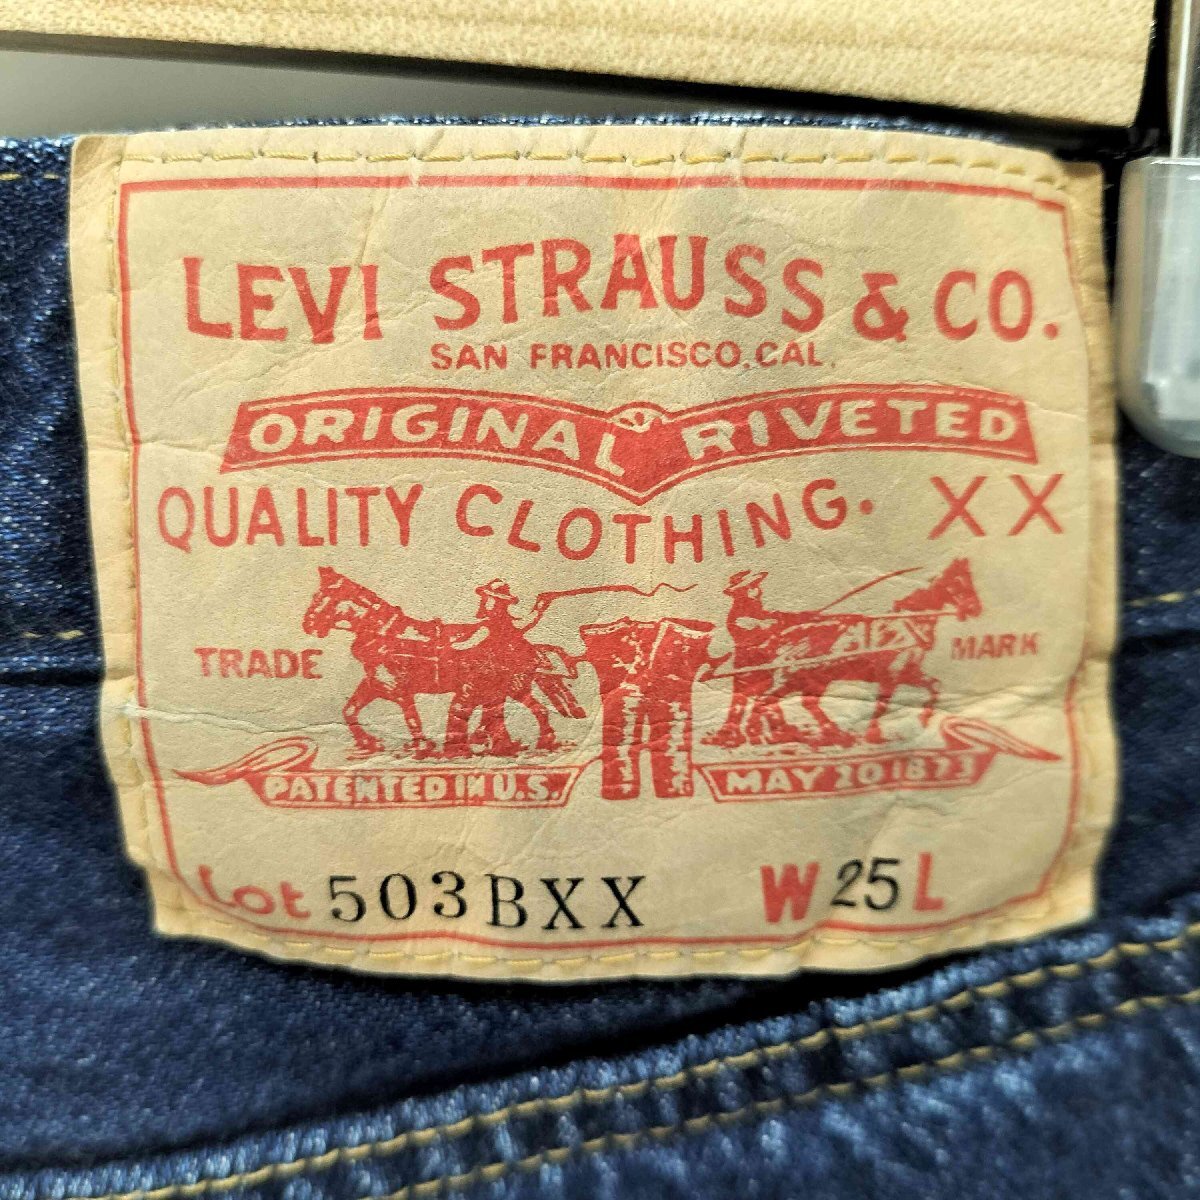 LEVI STRAUSS & CO.
SAN FRANCISCO, CAL.
ORIGINAL RIVETED
QUALITY CLOTHING. XX
TRADE MARK
PATENTED IN U.S. MAY 20 1873
Lot 503BXX W 25 L